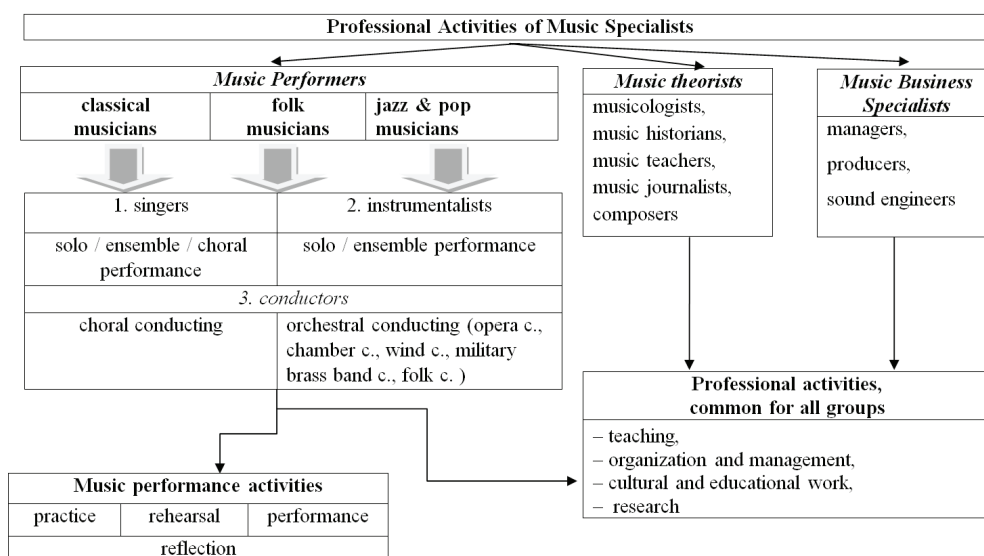 Professional Activities of Music Specialists
Music Performers
classical
musicians
folk
musicians
jazz & pop
musicians
Music theorists
musicologists,
music historians,
music teachers,
music journalists,
composers
Music Business
Specialists
managers,
producers,
sound engineers
1. singers
2. instrumentalists
solo / ensemble / choral
performance
solo / ensemble performance
3. conductors
choral conducting
orchestral conducting (opera c.,
chamber c., wind c., military
brass band c., folk c. )
Professional activities,
common for all groups
– teaching,
– organization and management,
– cultural and educational work,
– research
Music performance activities
practice
rehearsal
performance
reflection